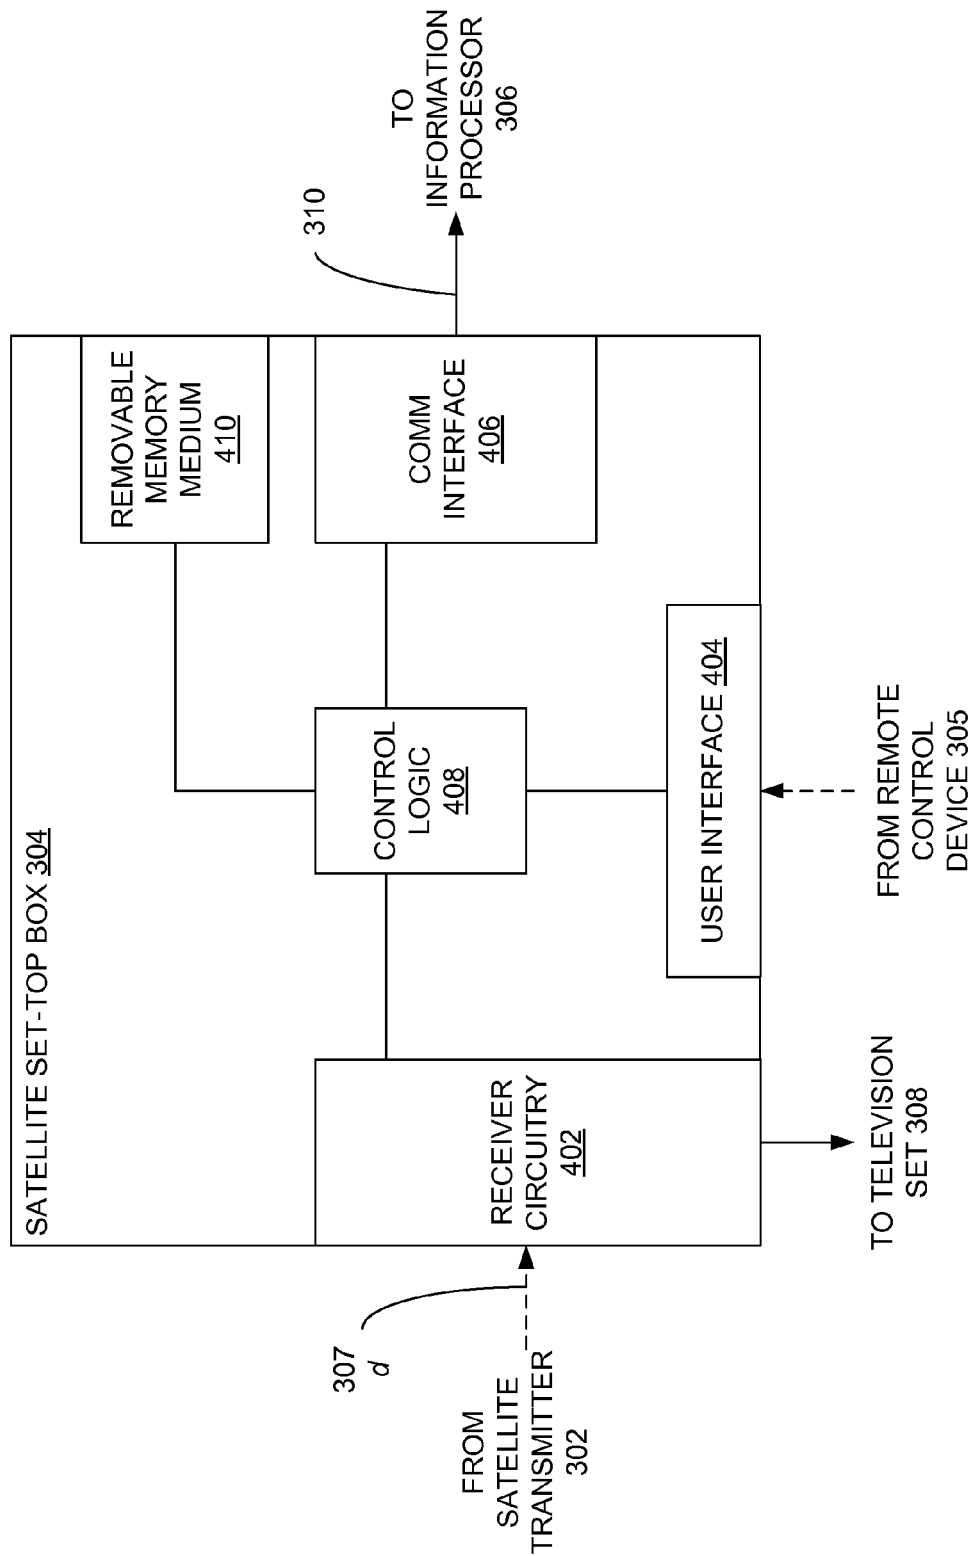 SATELLITE SET-TOP BOX 304
REMOVABLE
MEMORY
MEDIUM
410
310
TO
INFORMATION
PROCESSOR
306
COMM
INTERFACE
406
CONTROL
LOGIC
408
307
d
FROM
SATELLITE
TRANSMITTER
302
RECEIVER
CIRCUITRY
402
USER INTERFACE 404
TO TELEVISION
SET 308
FROM REMOTE
CONTROL
DEVICE 305